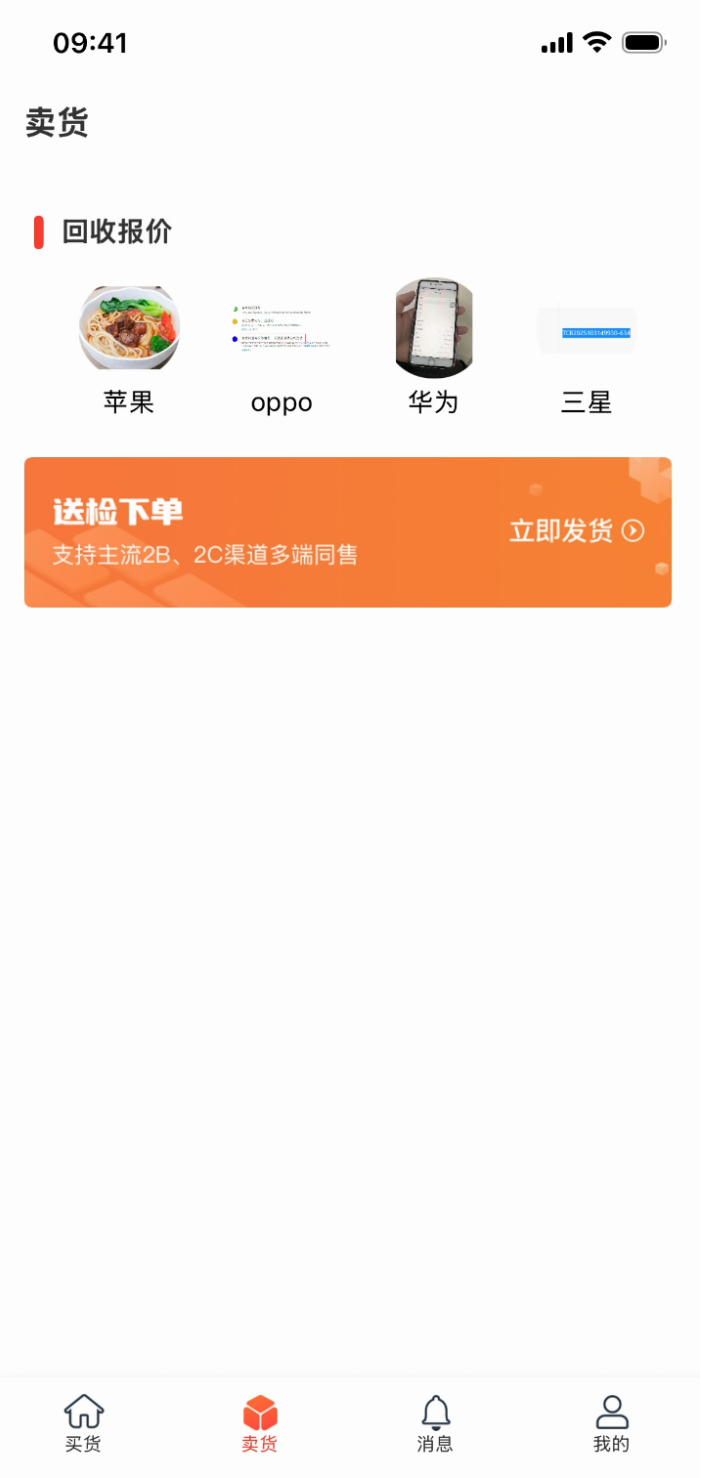 09:41
卖货
回收报价
苹果
oppo
华为
三星
送检下单
支持主流2B、2C渠道多端同售
立即发货
买货
卖货
消息
我的